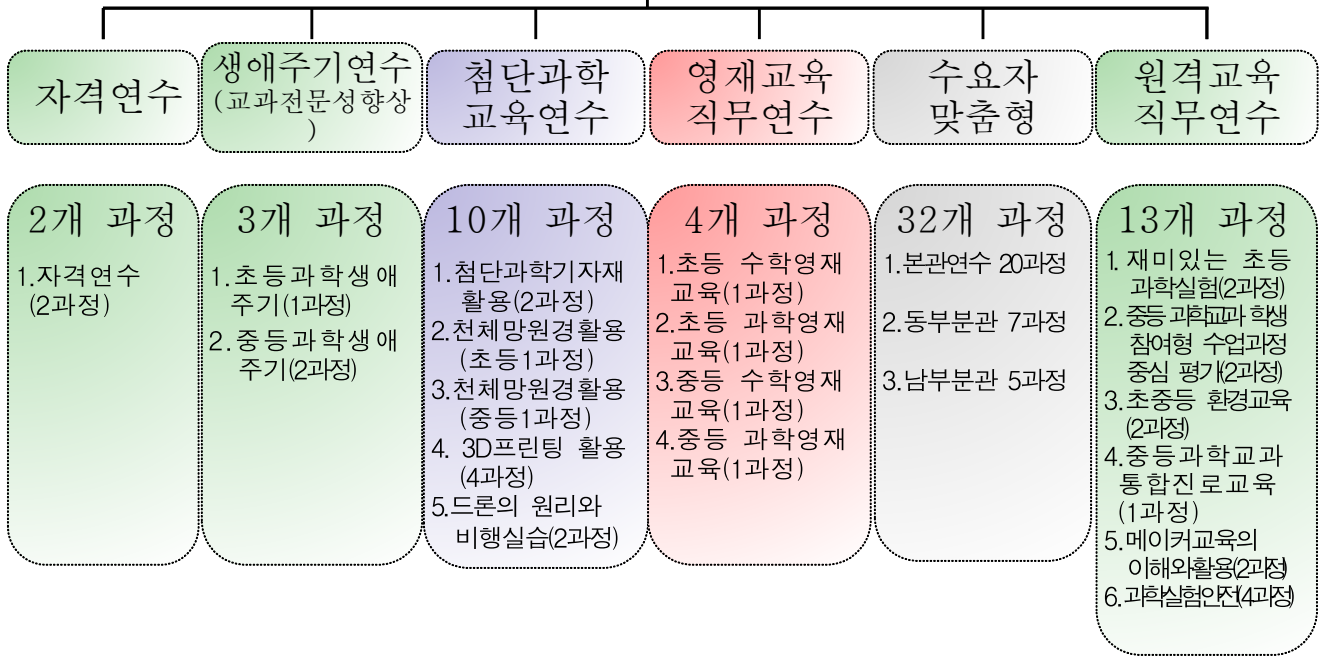 자격연수
생애주기연수
(교과전문성향상
)
첨단과학
교육연수
영재교육
직무연수
수요자
맞춤형
원격교육
직무연수
2개 과정
1.자격연수
(2과정)
3개 과정
1.초등과학생애
주기(1과정)
2.중등과학생애
주기(2과정)
10개 과정
1.첨단과학기자재
활용(2과정)
2.천체망원경활용
(초등1과정)
3.천체망원경활용
(중등1과정)
4. 3D프린팅 활용
(4과정)
5.드론의 원리와
비행실습(2과정)
4개 과정
1.초등 수학영재
교육(1과정)
2.초등 과학영재
교육(1과정)
3.중등 수학영재
교육(1과정)
4.중등 과학영재
교육(1과정)
32개 과정
1.본관연수 20과정
2.동부분관 7과정
3.남부분관 5과정
13개 과정
1. 재미있는 초등
과학실험(2과정)
2. 중등 과학교과 학생
참여형 수업과정
중심 평가(2과정)
3. 초중등 환경교육
(2과정)
4.중등과학교과
통합진로교육
(1과정)
5.메이커교육의
이해와활용(2과정)
6.과학실험안전(4과정)